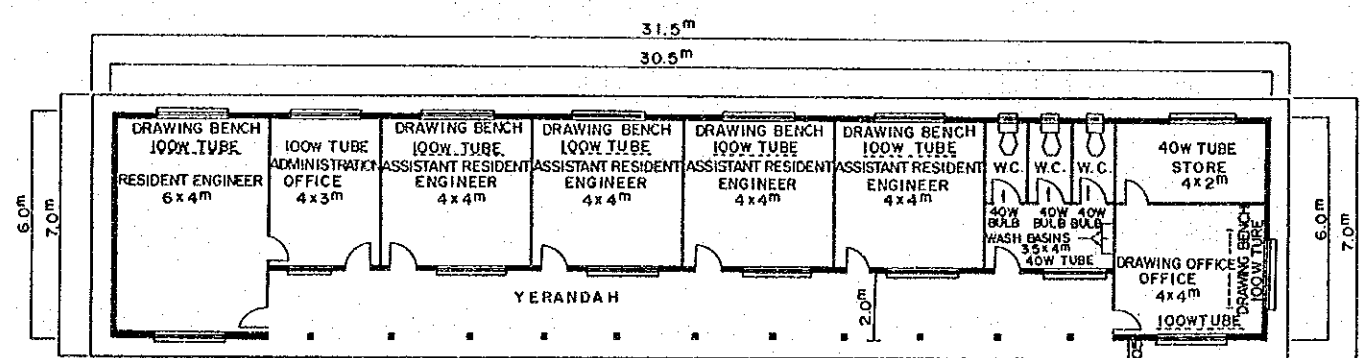 31.5m
30.5m
6.0m
7.0m
DRAWING BENCH
100W TUBE
RESIDENT ENGINEER
6x4m
100W TUBE
ADMINISTRATION
OFFICE
4x3m
DRAWING BENCH
100W TUBE
ASSISTANT RESIDENT
ENGINEER
4x4m
DRAWING BENCH
100W TUBE
ASSISTANT RESIDENT
ENGINEER
4x4m
DRAWING BENCH
100W TUBE
ASSISTANT RESIDENT
ENGINEER
4x4m
DRAWING BENCH
100W TUBE
ASSISTANT RESIDENT
ENGINEER
4x4m
W.C. W.C. W.C.
40W 40W 40W
BULB BULB BULB
WASH BASINS
3.5x4m
40W TUBE
40W TUBE
STORE
4x2m
DRAWING OFFICE
OFFICE
4x4m
100W TUBE
DRAWING BENCH
100W TURE
YERANDAH
2.0m
6.0m
7.0m